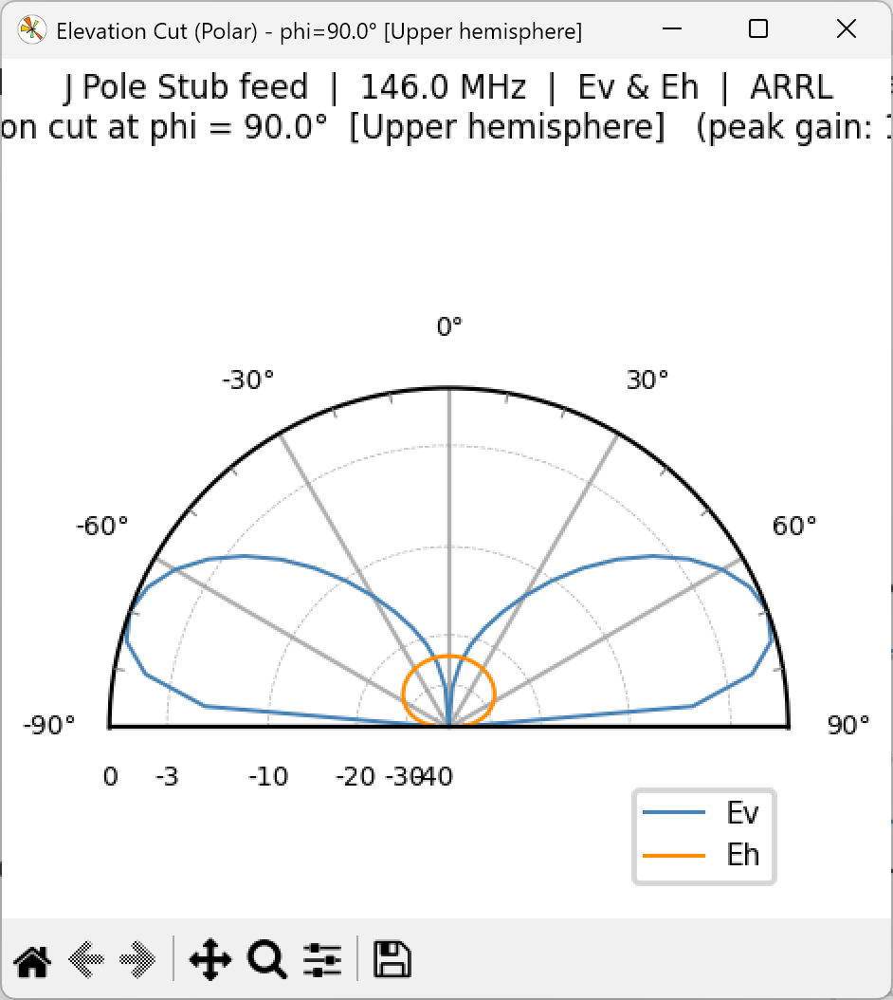 Elevation Cut (Polar) - phi=90.0° [Upper hemisphere]
J Pole Stub feed | 146.0 MHz | Ev & Eh | ARRL
on cut at phi = 90.0° [Upper hemisphere] (peak gain:
0°
-30° 30°
-60° 60°
-90° 90°
0 -3 -10 -20 -30 -40
Ev
Eh